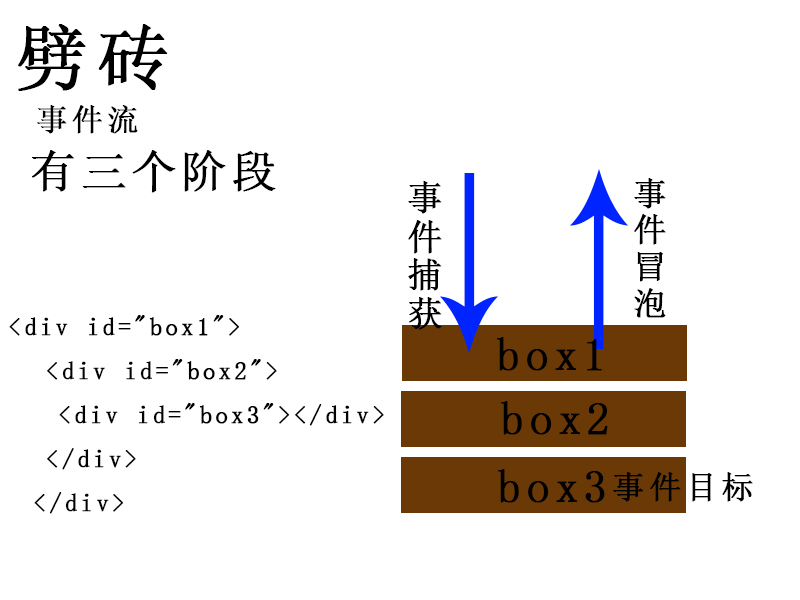 劈砖
事件流
有三个阶段
事件捕获
事件冒泡
<div id="box1">
<div id="box2">
<div id="box3"></div>
</div>
</div>
box1
box2
box3事件目标